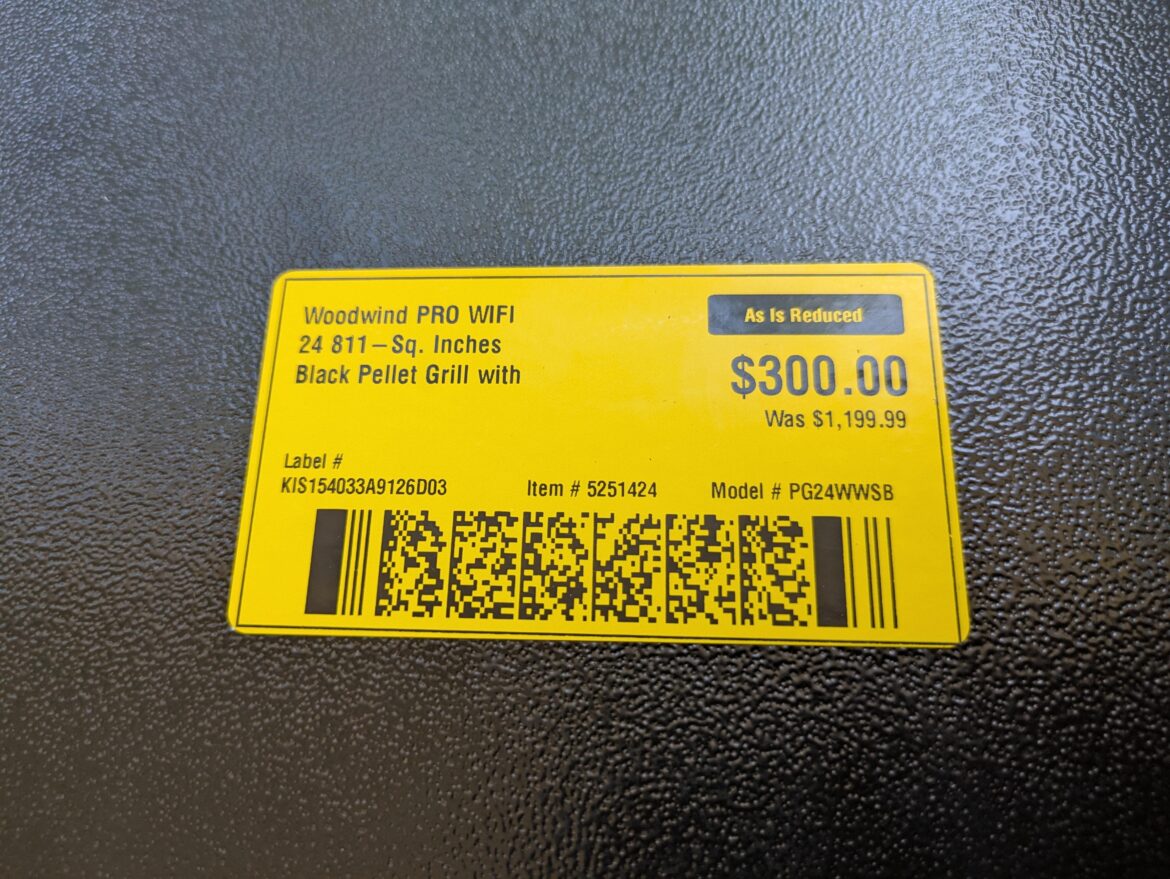 Woodwind PRO WIFI
24 811-Sq. Inches
Black Pellet Grill with
As Is Reduced
$300.00
Was $1,199.99
Label #
KIS154033A9126D03
Item # 5251424
Model # PG24WWSB